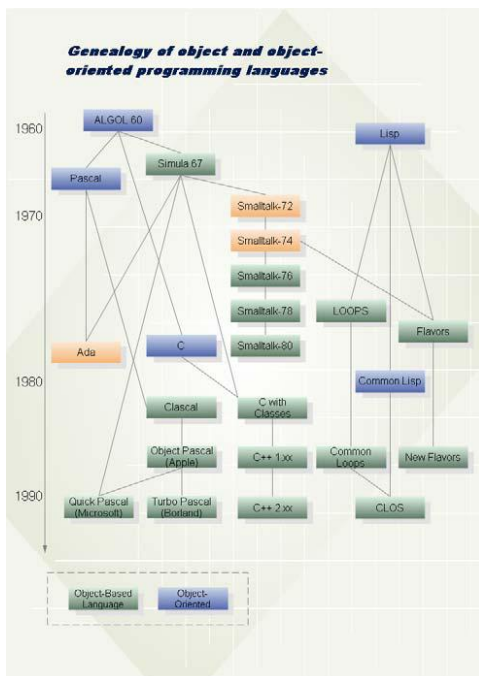 Genealogy of object and object-
oriented programming languages
1960
ALGOL 60
Lisp
Simula 67
Pascal
Smalltalk-72
1970
Smalltalk-74
Smalltalk-76
Smalltalk-78
LOOPS
Flavors
Ada
C
Smalltalk-80
1980
Common Lisp
Clascal
C with
Classes
Object Pascal
(Apple)
C++ 1.xx
Common
Loops
New Flavors
1990
Quick Pascal
(Microsoft)
Turbo Pascal
(Borland)
C++ 2.xx
CLOS
Object-Based
Language
Object-
Oriented